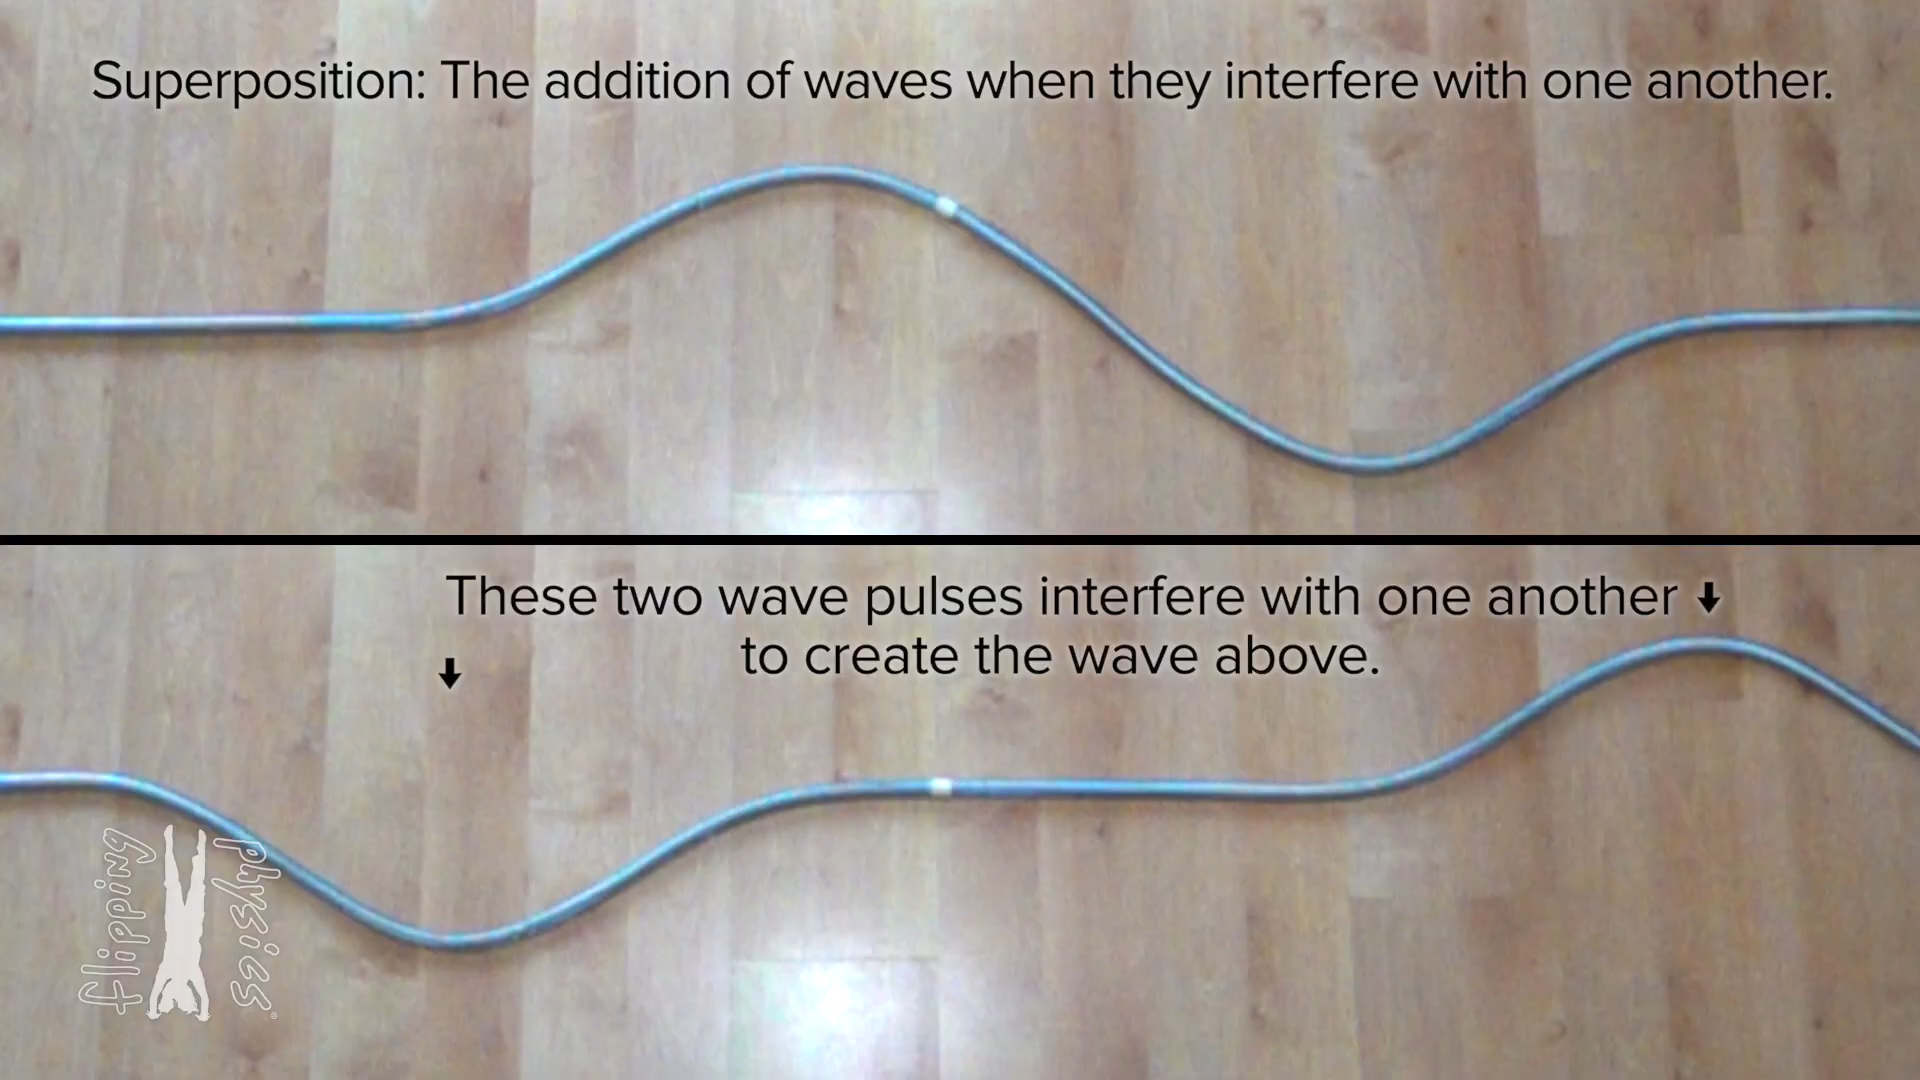 Superposition: The addition of waves when they interfere with one another.
These two wave pulses interfere with one another
to create the wave above.
flipping
physics